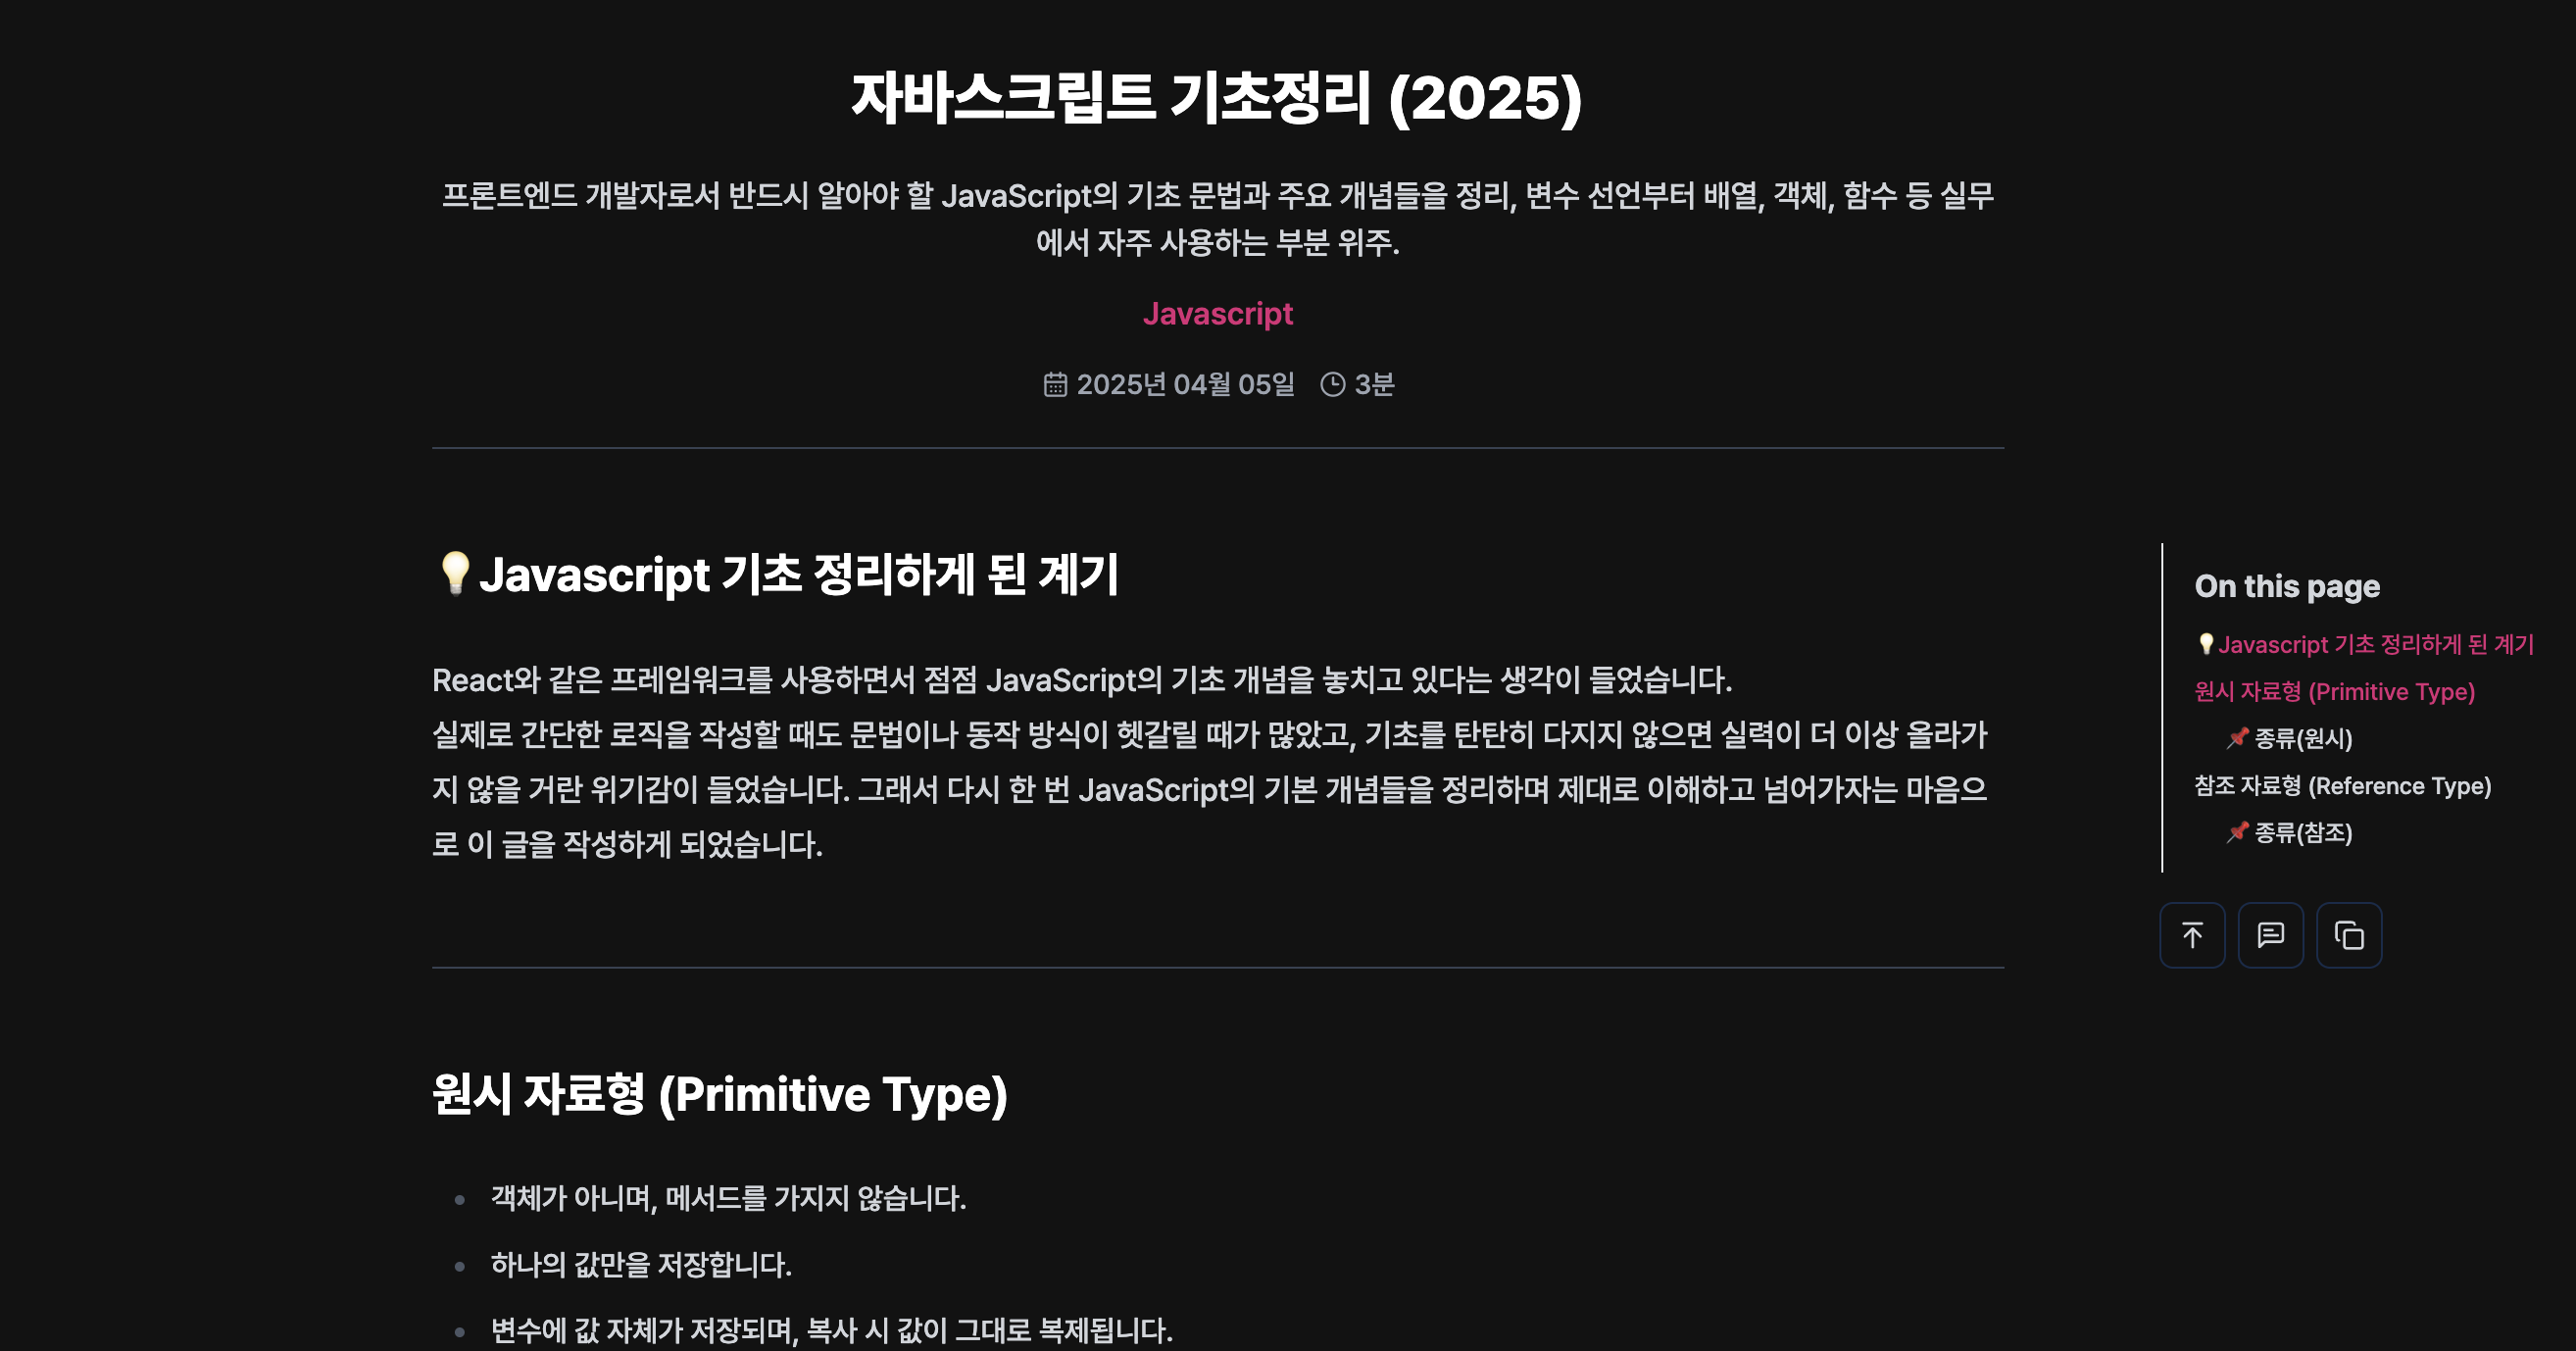 자바스크립트 기초정리 (2025)
프론트엔드 개발자로서 반드시 알아야 할 JavaScript의 기초 문법과 주요 개념들을 정리, 변수 선언부터 배열, 객체, 함수 등 실무
에서 자주 사용하는 부분 위주.
Javascript
2025년 04월 05일 3분
💡Javascript 기초 정리하게 된 계기
React와 같은 프레임워크를 사용하면서 점점 JavaScript의 기초 개념을 놓치고 있다는 생각이 들었습니다.
실제로 간단한 로직을 작성할 때도 문법이나 동작 방식이 헷갈릴 때가 많았고, 기초를 탄탄히 다지지 않으면 실력이 더 이상 올라가
지 않을 거란 위기감이 들었습니다. 그래서 다시 한 번 JavaScript의 기본 개념들을 정리하며 제대로 이해하고 넘어가자는 마음으
로 이 글을 작성하게 되었습니다.
원시 자료형 (Primitive Type)
객체가 아니며, 메서드를 가지지 않습니다.
하나의 값만을 저장합니다.
변수에 값 자체가 저장되며, 복사 시 값이 그대로 복제됩니다.
On this page
💡Javascript 기초 정리하게 된 계기
원시 자료형 (Primitive Type)
📌 종류(원시)
참조 자료형 (Reference Type)
📌 종류(참조)